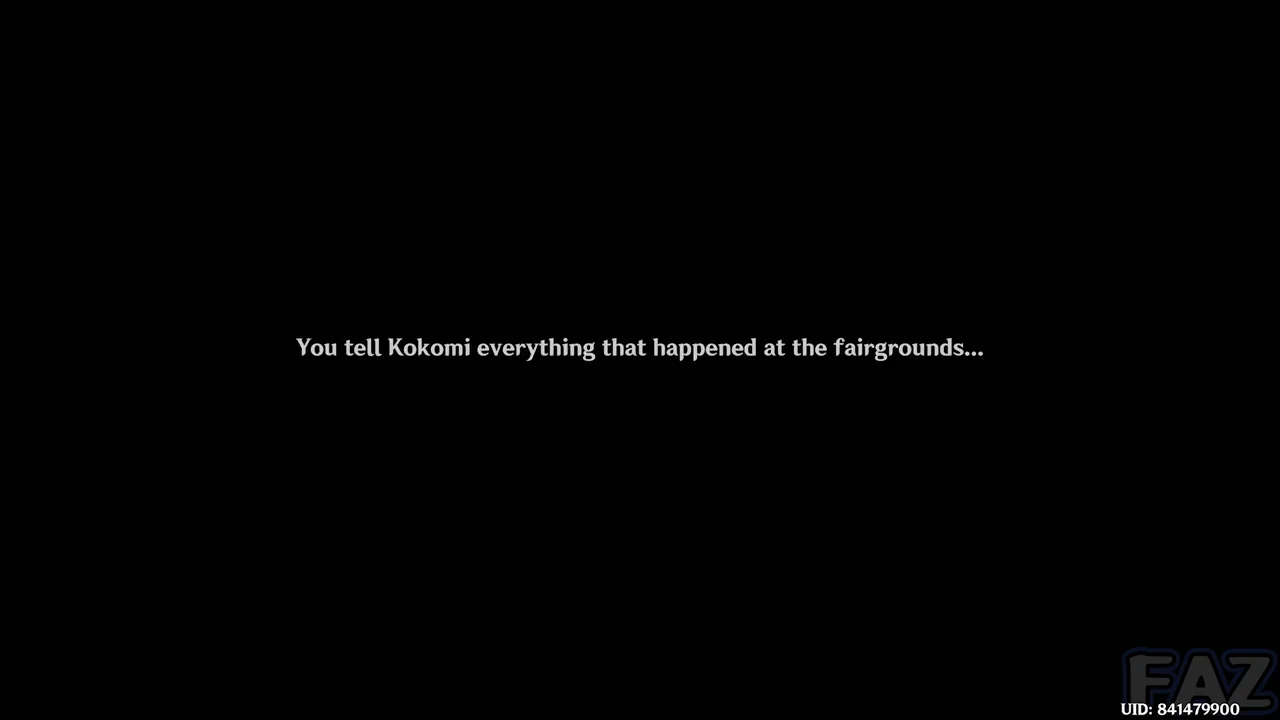 You tell Kokomi everything that happened at the fairgrounds...
FAZ
UID: 841479900